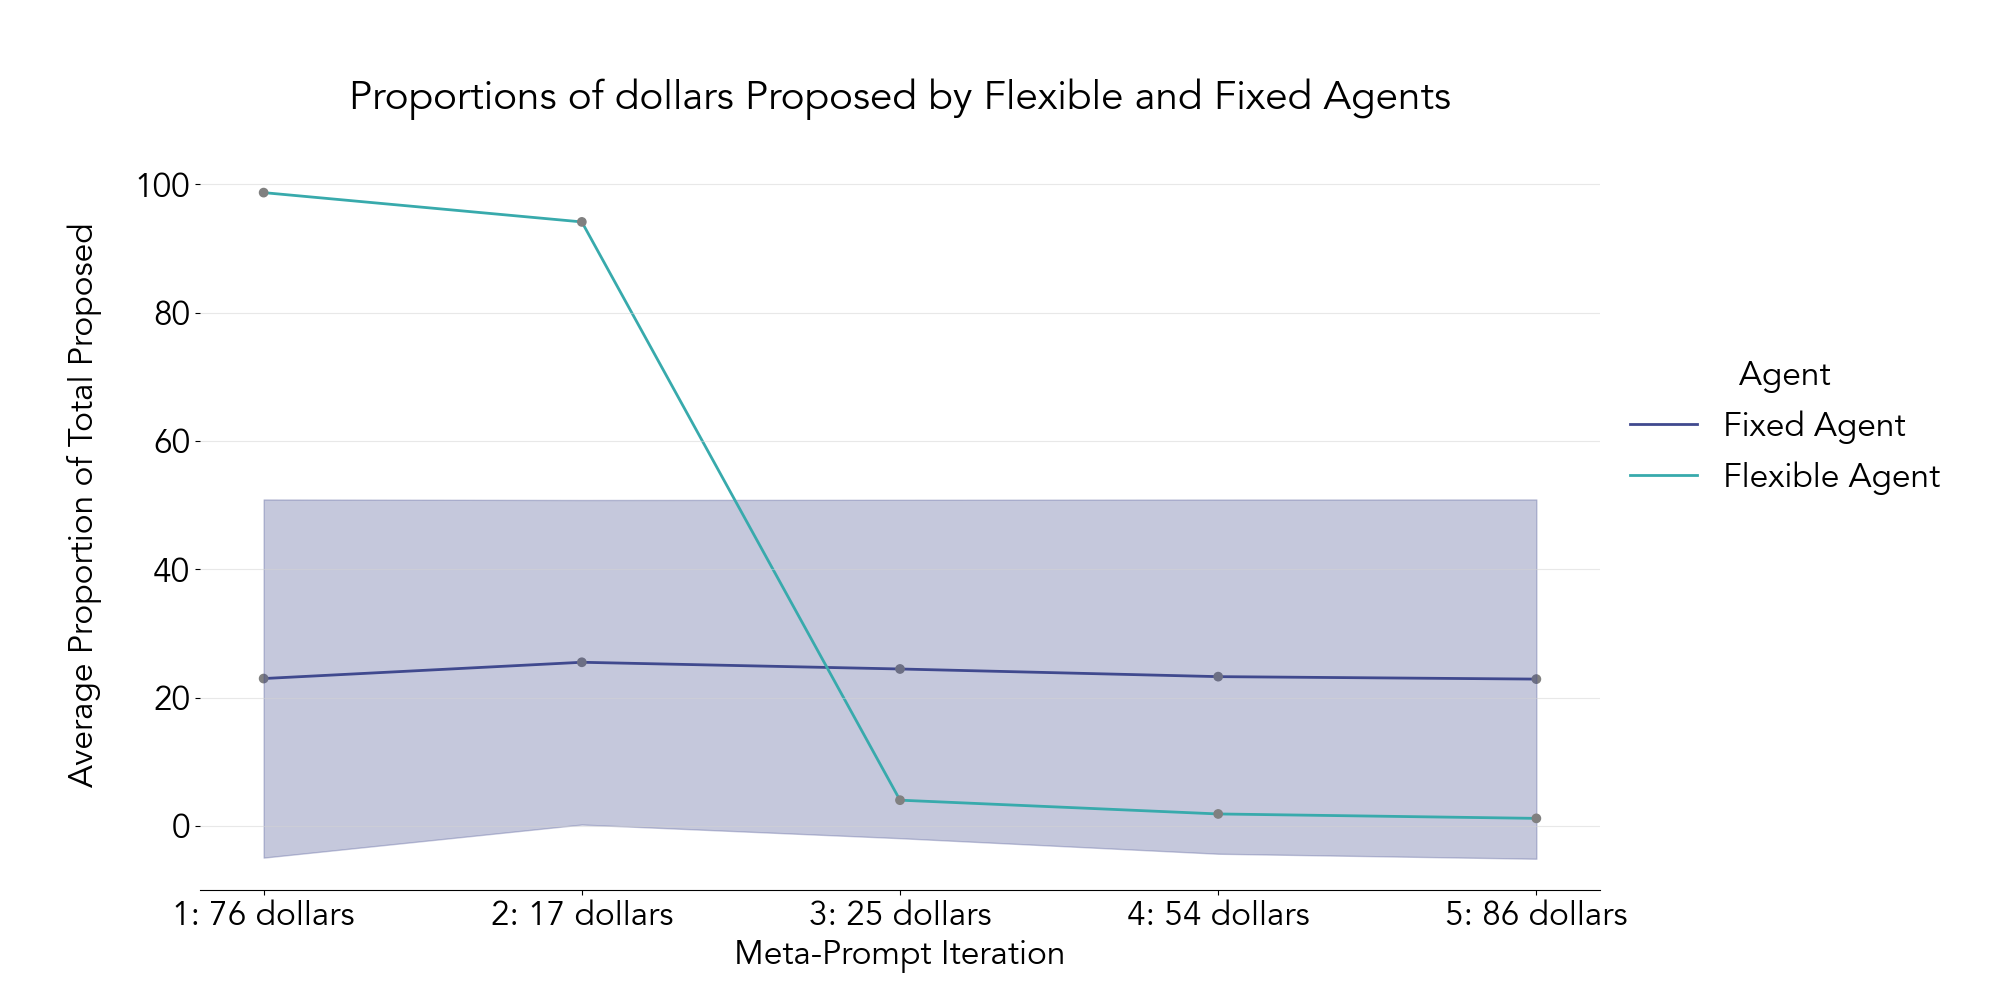 Proportions of dollars Proposed by Flexible and Fixed Agents
Average Proportion of Total Proposed
100
80
60
40
20
0
1: 76 dollars
2: 17 dollars
3: 25 dollars
4: 54 dollars
5: 86 dollars
Meta-Prompt Iteration
Agent
Fixed Agent
Flexible Agent